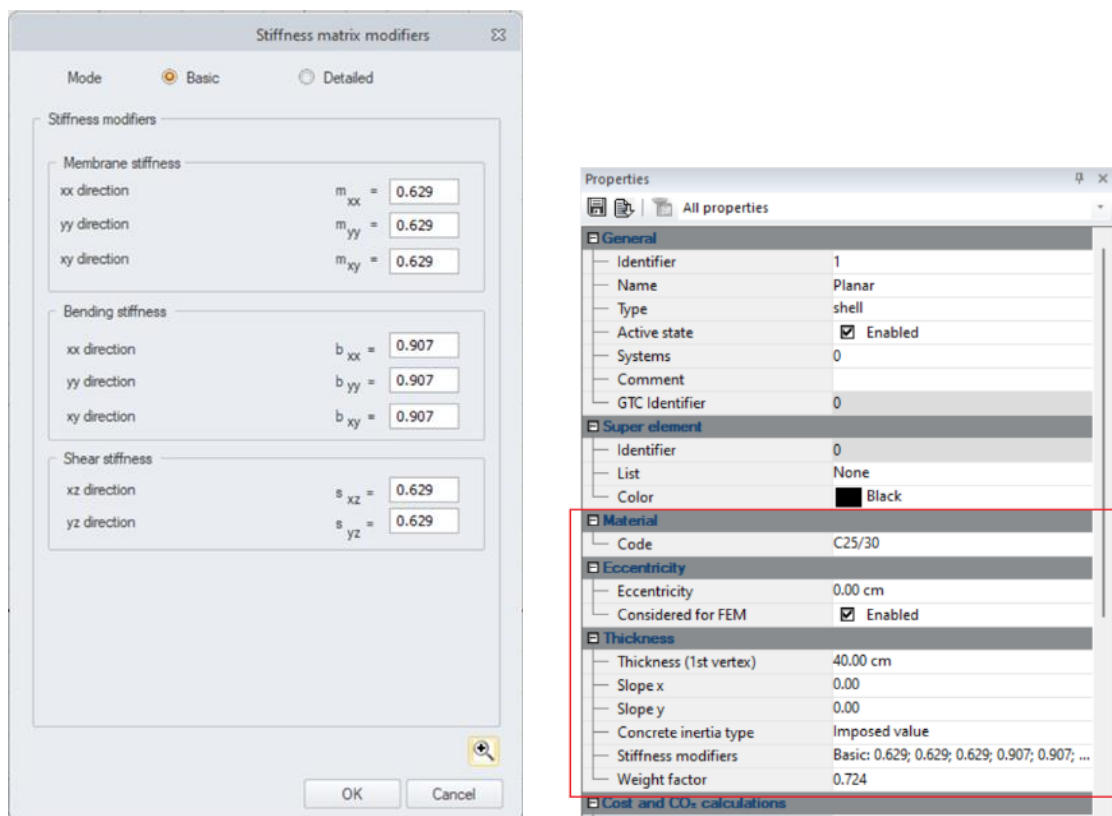 Stiffness matrix modifiers
Mode Basic Detailed
Stiffness modifiers
Membrane stiffness
xx direction m xx = 0.629
yy direction m yy = 0.629
xy direction m xy = 0.629
Bending stiffness
xx direction b xx = 0.907
yy direction b yy = 0.907
xy direction b xy = 0.907
Shear stiffness
xz direction s xz = 0.629
yz direction s yz = 0.629
OK Cancel
Properties
All properties
General
Identifier 1
Name Planar
Type shell
Active state Enabled
Systems 0
Comment
GTC Identifier 0
Super element
Identifier 0
List None
Color Black
Material
Code C25/30
Eccentricity
Eccentricity 0.00 cm
Considered for FEM Enabled
Thickness
Thickness (1st vertex) 40.00 cm
Slope x 0.00
Slope y 0.00
Concrete inertia type Imposed value
Stiffness modifiers Basic: 0.629; 0.629; 0.629; 0.907; 0.907; ...
Weight factor 0.724
Cost and CO₂ calculations